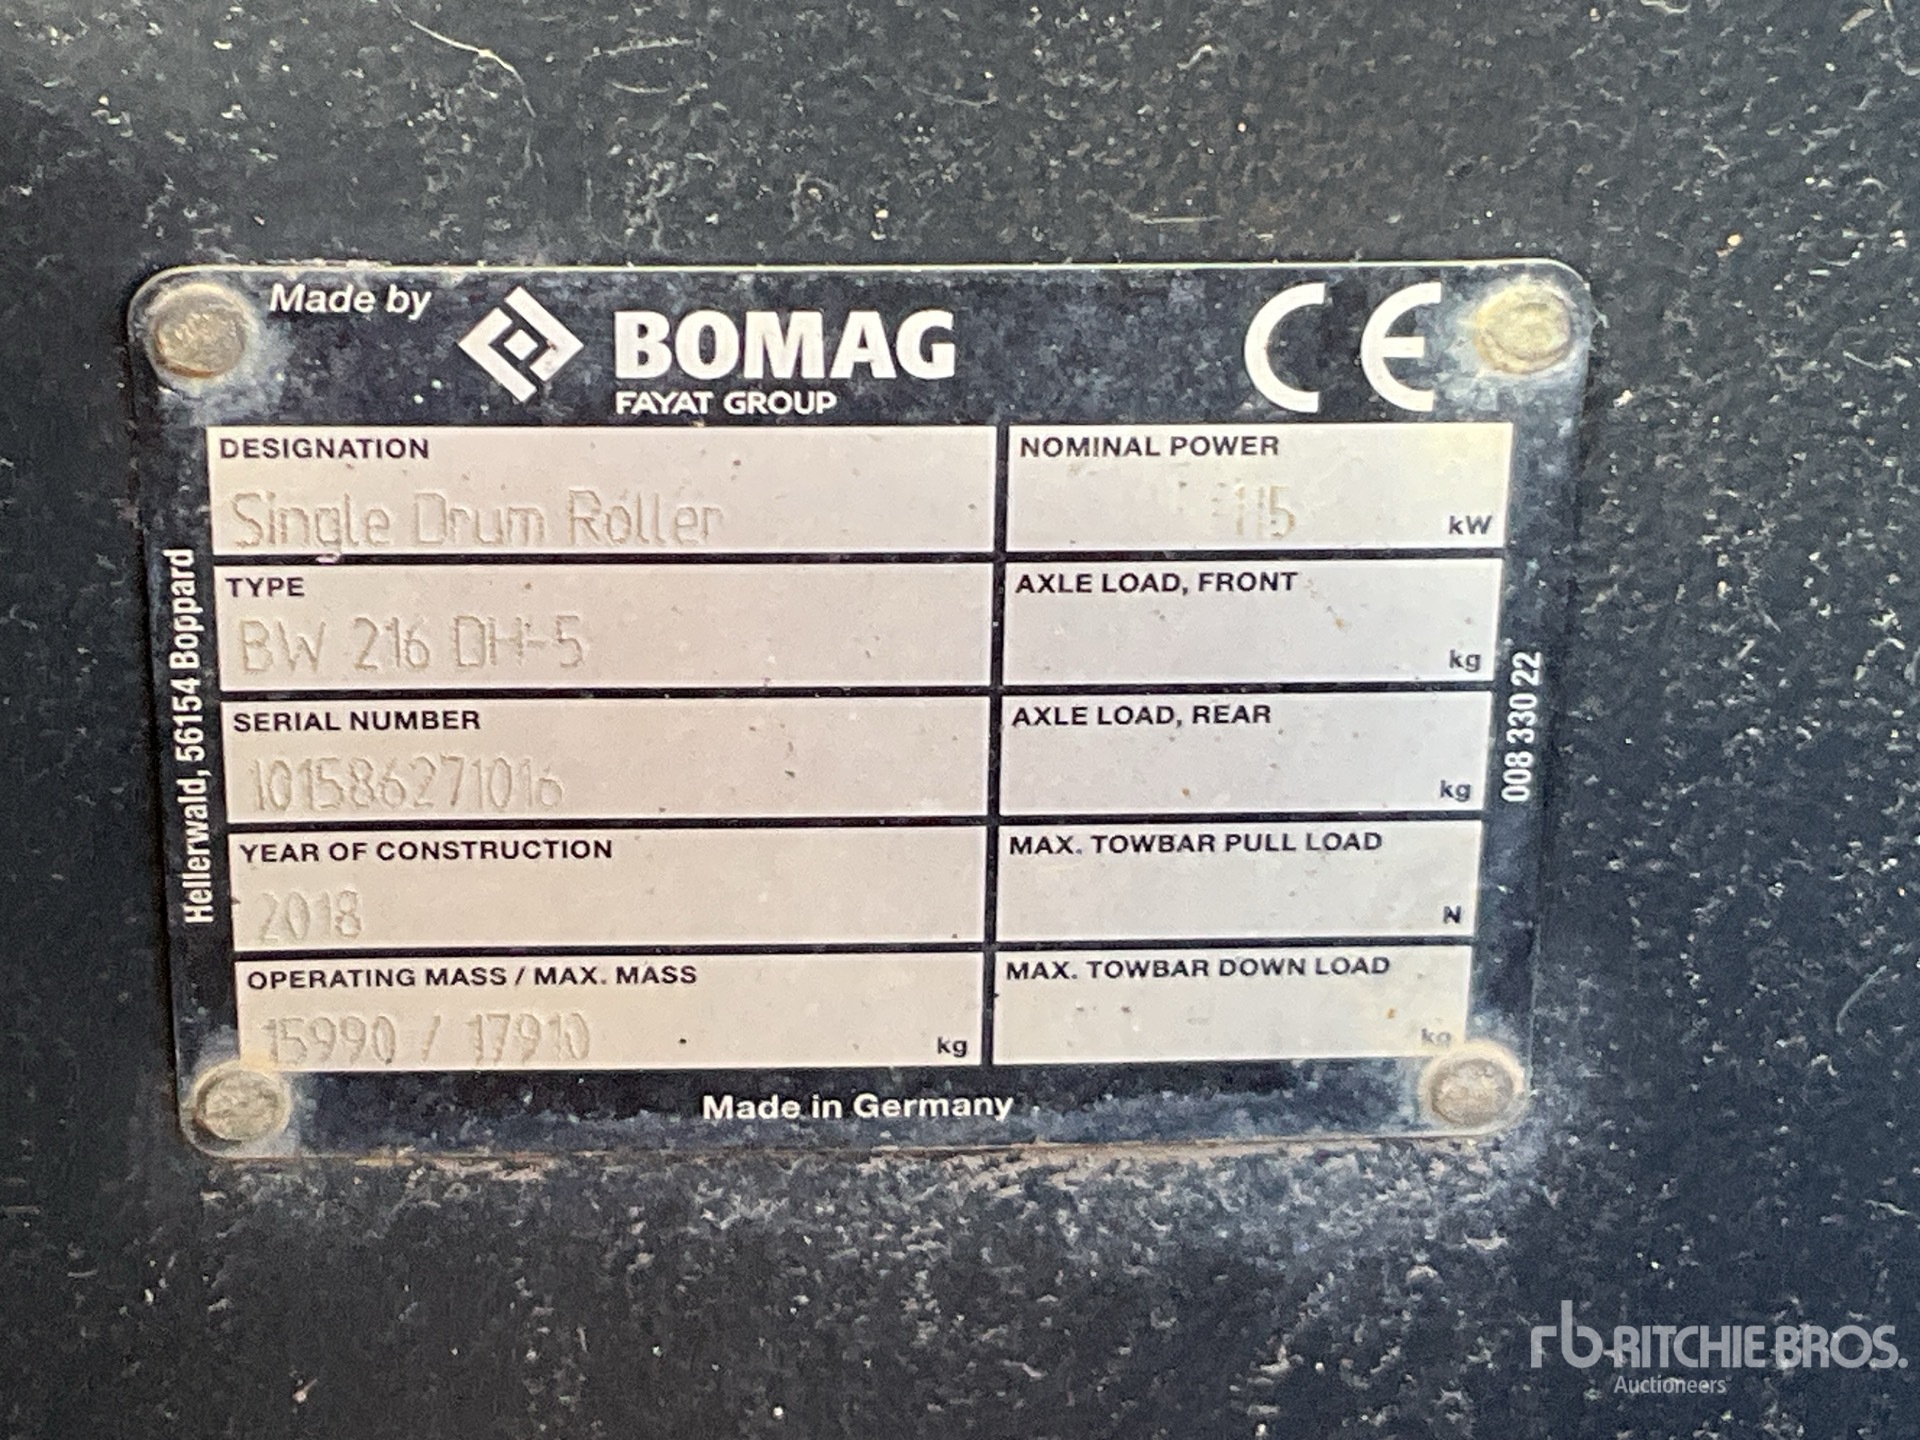 Made by
BOMAG
FAYAT GROUP
CE
DESIGNATION
Single Drum Roller
NOMINAL POWER
115 kW
TYPE
BW 216 DH-5
AXLE LOAD, FRONT
kg
SERIAL NUMBER
101586271016
AXLE LOAD, REAR
kg
YEAR OF CONSTRUCTION
2018
MAX. TOWBAR PULL LOAD
N
OPERATING MASS / MAX. MASS
15990 / 17910 kg
MAX. TOWBAR DOWN LOAD
kg
Made in Germany
Hellerwald, 56154 Boppard
008 330 22
rb RITCHIE BROS.
Auctioneers